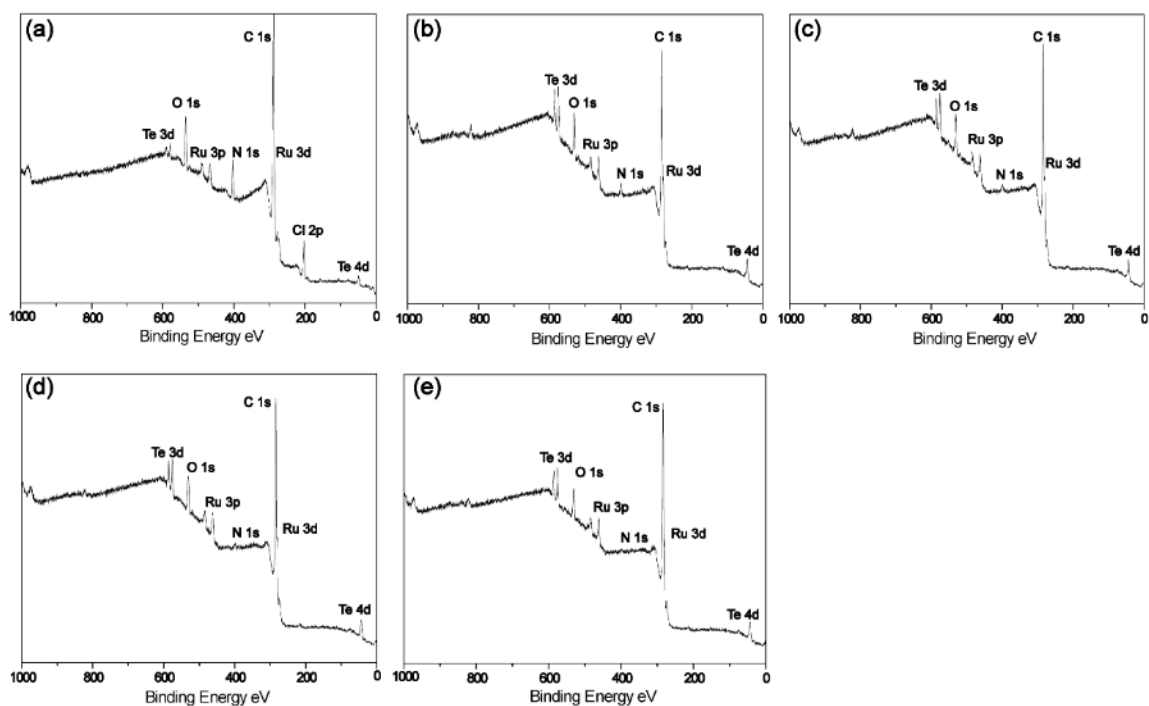 (a)
C 1s
O 1s
Te 3d
Ru 3p
N 1s
Ru 3d
Cl 2p
Te 4d
1000 800 600 400 200 0
Binding Energy eV
(b)
C 1s
Te 3d
O 1s
Ru 3p
N 1s
Ru 3d
Te 4d
1000 800 600 400 200 0
Binding Energy eV
(c)
C 1s
Te 3d
O 1s
Ru 3p
N 1s
Ru 3d
Te 4d
1000 800 600 400 200 0
Binding Energy eV
(d)
C 1s
Te 3d
O 1s
Ru 3p
N 1s
Ru 3d
Te 4d
1000 800 600 400 200 0
Binding Energy eV
(e)
C 1s
Te 3d
O 1s
Ru 3p
N 1s
Ru 3d
Te 4d
1000 800 600 400 200 0
Binding Energy eV